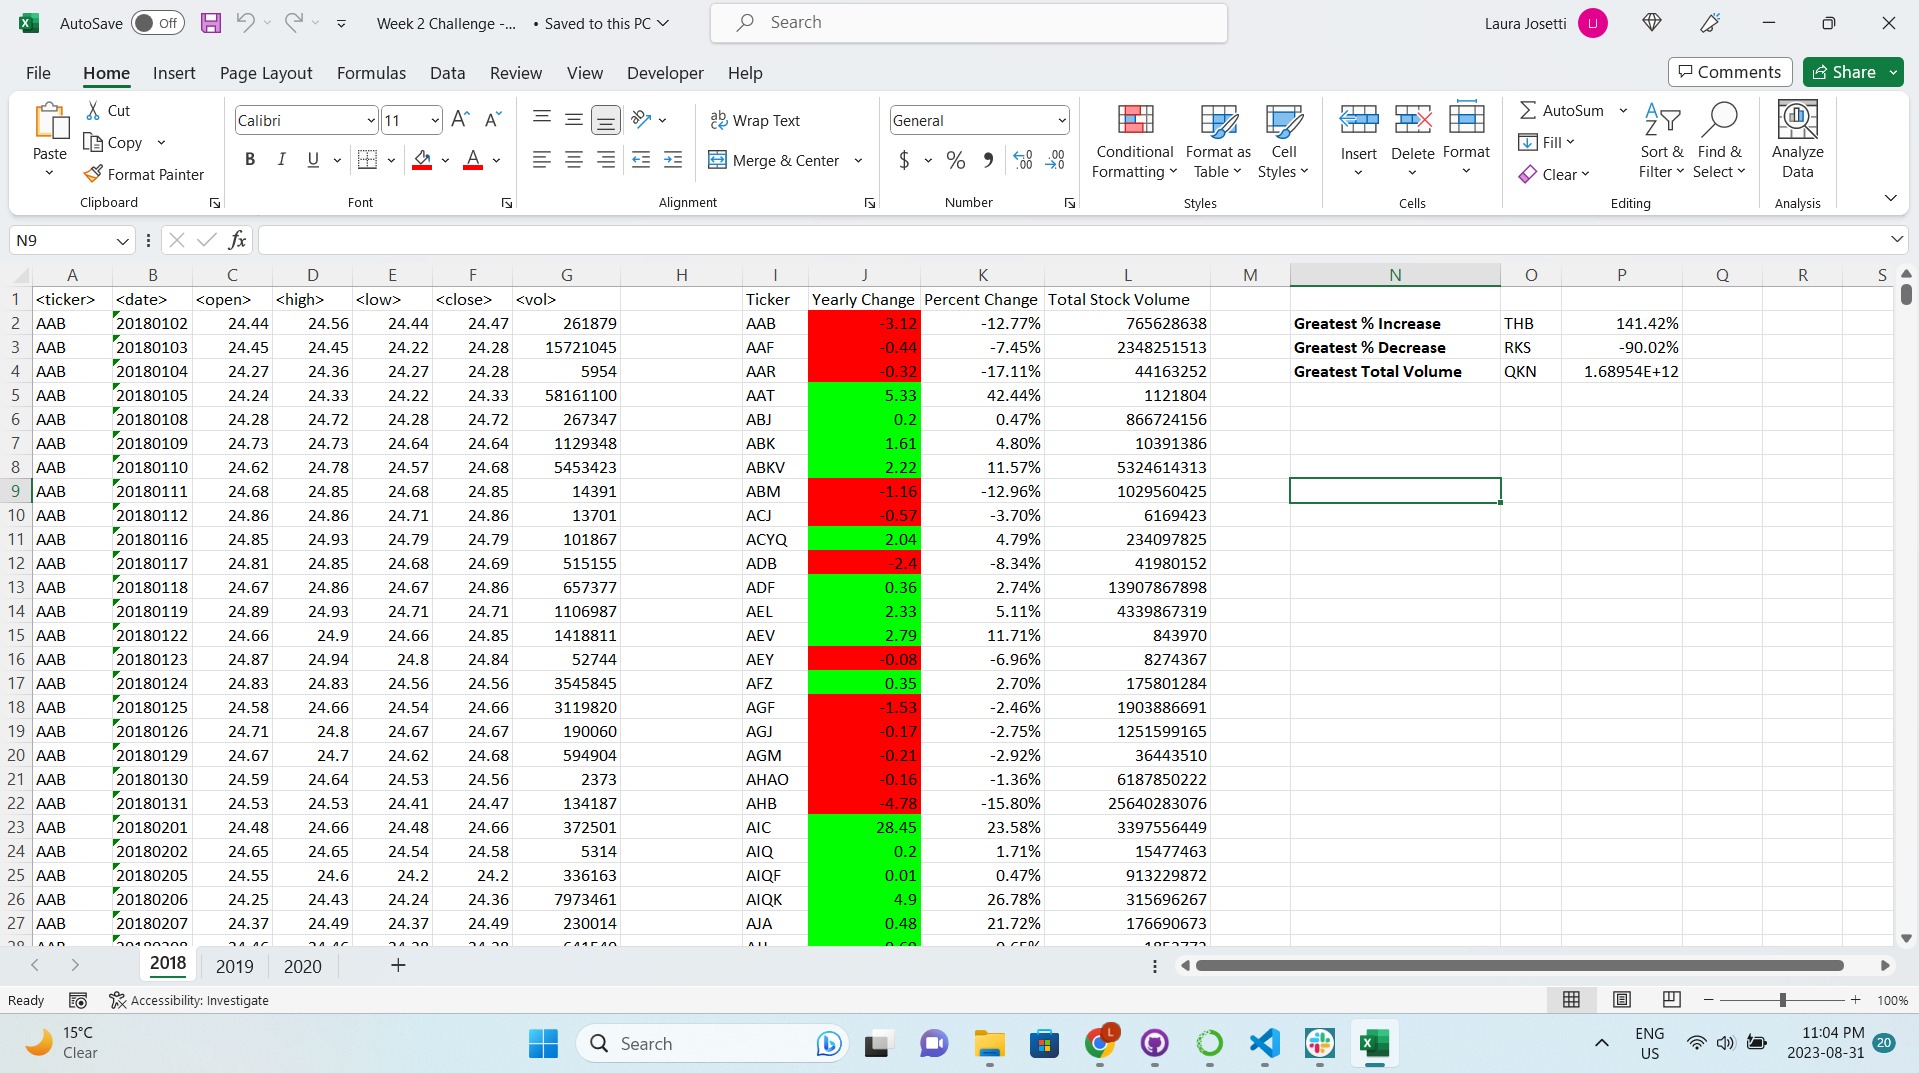 AutoSave Off Week 2 Challenge -... • Saved to this PC Search Laura Josetti LJ
File Home Insert Page Layout Formulas Data Review View Developer Help Comments Share
Paste Cut Copy Format Painter Clipboard
Calibri 11 B I U A Font
Wrap Text Merge & Center Alignment
General $ % Number
Conditional Formatting Format as Table Cell Styles Styles
Insert Delete Format Cells
AutoSum Fill Clear Sort & Filter Find & Select Editing
Analyze Data Analysis
N9 fx
A B C D E F G H I J K L M N O P Q R S
1 <ticker> <date> <open> <high> <low> <close> <vol> Ticker Yearly Change Percent Change Total Stock Volume
2 AAB 20180102 24.44 24.56 24.44 24.47 261879 AAB -3.12 -12.77% 765628638 Greatest % Increase THB 141.42%
3 AAB 20180103 24.45 24.45 24.22 24.28 15721045 AAF -0.44 -7.45% 2348251513 Greatest % Decrease RKS -90.02%
4 AAB 20180104 24.27 24.36 24.27 24.28 5954 AAR -0.32 -17.11% 44163252 Greatest Total Volume QKN 1.68954E+12
5 AAB 20180105 24.24 24.33 24.22 24.33 58161100 AAT 5.33 42.44% 1121804
6 AAB 20180108 24.28 24.72 24.28 24.72 267347 ABJ 0.2 0.47% 866724156
7 AAB 20180109 24.73 24.73 24.64 24.64 1129348 ABK 1.61 4.80% 10391386
8 AAB 20180110 24.62 24.78 24.57 24.68 5453423 ABKV 2.22 11.57% 5324614313
9 AAB 20180111 24.68 24.85 24.68 24.85 14391 ABM -1.16 -12.96% 1029560425
10 AAB 20180112 24.86 24.86 24.71 24.86 13701 ACJ -0.57 -3.70% 6169423
11 AAB 20180116 24.85 24.93 24.79 24.79 101867 ACYQ 2.04 4.79% 234097825
12 AAB 20180117 24.81 24.85 24.68 24.69 515155 ADB -2.4 -8.34% 41980152
13 AAB 20180118 24.67 24.86 24.67 24.86 657377 ADF 0.36 2.74% 13907867898
14 AAB 20180119 24.89 24.93 24.71 24.71 1106987 AEL 2.33 5.11% 4339867319
15 AAB 20180122 24.66 24.9 24.66 24.85 1418811 AEV 2.79 11.71% 843970
16 AAB 20180123 24.87 24.94 24.8 24.84 52744 AEY -0.08 -6.96% 8274367
17 AAB 20180124 24.83 24.83 24.56 24.56 3545845 AFZ 0.35 2.70% 175801284
18 AAB 20180125 24.58 24.66 24.54 24.66 3119820 AGF -1.53 -2.46% 1903886691
19 AAB 20180126 24.71 24.8 24.67 24.67 190060 AGJ -0.17 -2.75% 1251599165
20 AAB 20180129 24.67 24.7 24.62 24.68 594904 AGM -0.21 -2.92% 36443510
21 AAB 20180130 24.59 24.64 24.53 24.56 2373 AHAO -0.16 -1.36% 6187850222
22 AAB 20180131 24.53 24.53 24.41 24.47 134187 AHB -4.78 -15.80% 25640283076
23 AAB 20180201 24.48 24.66 24.48 24.66 372501 AIC 28.45 23.58% 3397556449
24 AAB 20180202 24.65 24.65 24.54 24.58 5314 AIQ 0.2 1.71% 15477463
25 AAB 20180205 24.55 24.6 24.2 24.2 336163 AIQF 0.01 0.47% 913229872
26 AAB 20180206 24.25 24.43 24.24 24.36 7973461 AIQK 4.9 26.78% 315696267
27 AAB 20180207 24.37 24.49 24.37 24.49 230014 AJA 0.48 21.72% 176690673
2018 2019 2020
Ready Accessibility: Investigate 100%
15°C Clear Search ENG US 11:04 PM 2023-08-31 20